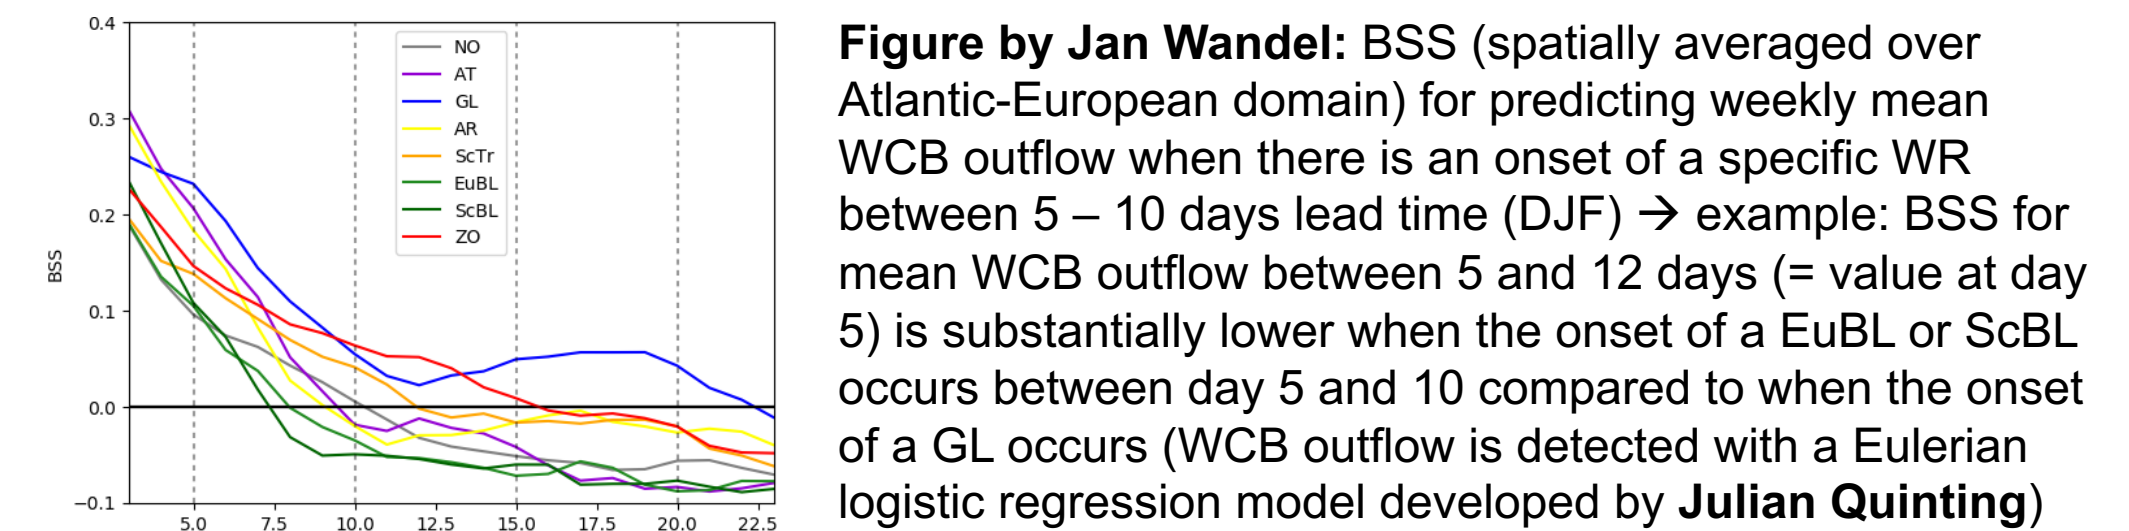 0.4
0.3
0.2
0.1
0.0
−0.1
BSS
NO
AT
GL
AR
ScTr
EuBL
ScBL
ZO
5.0 7.5 10.0 12.5 15.0 17.5 20.0 22.5
Figure by Jan Wandel: BSS (spatially averaged over
Atlantic-European domain) for predicting weekly mean
WCB outflow when there is an onset of a specific WR
between 5 – 10 days lead time (DJF) → example: BSS for
mean WCB outflow between 5 and 12 days (= value at day
5) is substantially lower when the onset of a EuBL or ScBL
occurs between day 5 and 10 compared to when the onset
of a GL occurs (WCB outflow is detected with a Eulerian
logistic regression model developed by Julian Quinting)